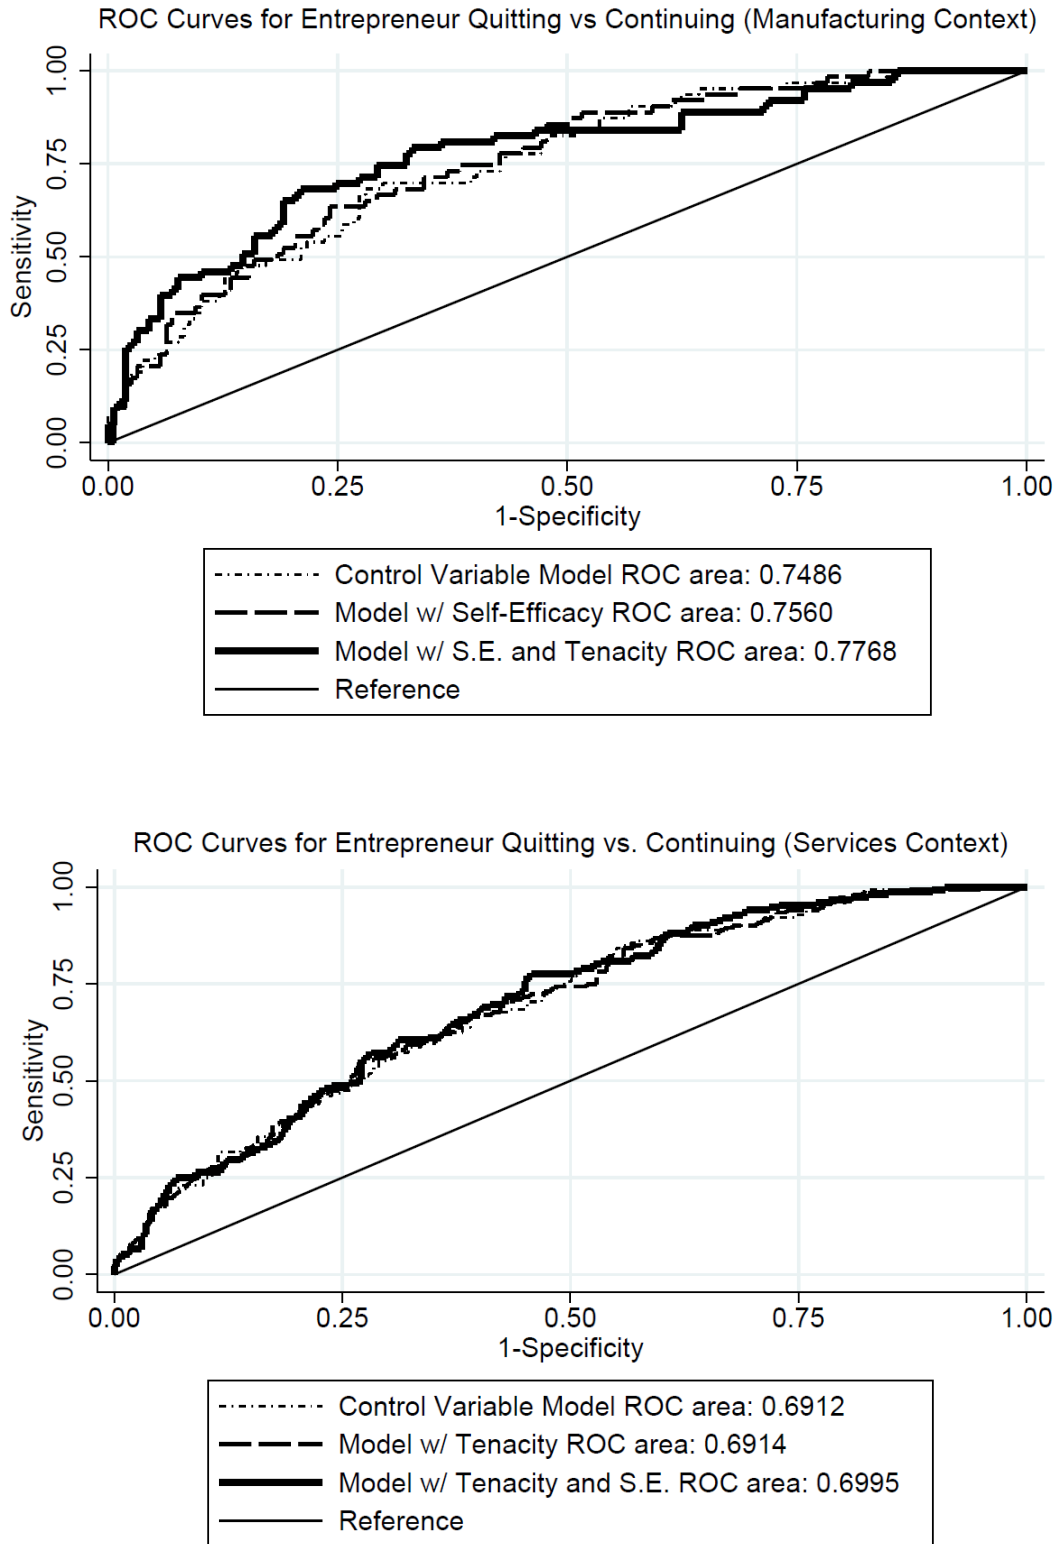 ROC Curves for Entrepreneur Quitting vs Continuing (Manufacturing Context)
Sensitivity
1.00
0.75
0.50
0.25
0.00
0.00 0.25 0.50 0.75 1.00
1-Specificity
Control Variable Model ROC area: 0.7486
Model w/ Self-Efficacy ROC area: 0.7560
Model w/ S.E. and Tenacity ROC area: 0.7768
Reference
ROC Curves for Entrepreneur Quitting vs. Continuing (Services Context)
Sensitivity
1.00
0.75
0.50
0.25
0.00
0.00 0.25 0.50 0.75 1.00
1-Specificity
Control Variable Model ROC area: 0.6912
Model w/ Tenacity ROC area: 0.6914
Model w/ Tenacity and S.E. ROC area: 0.6995
Reference